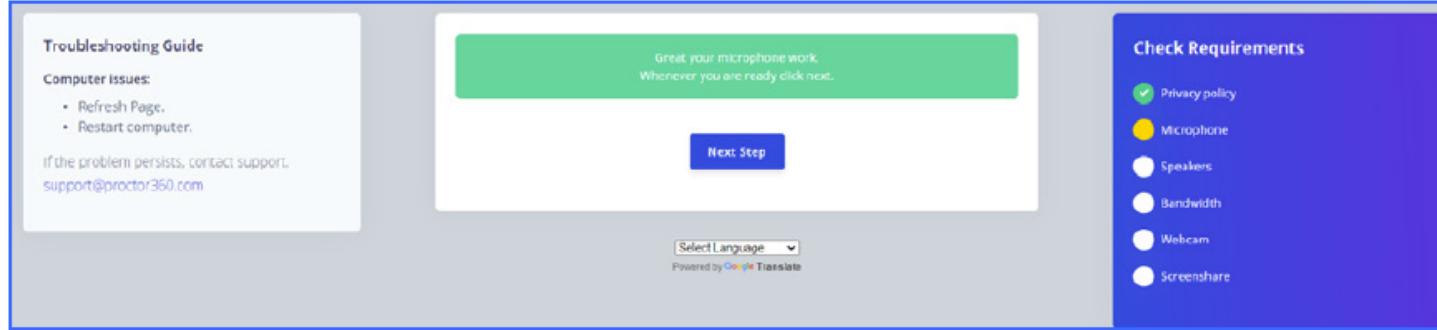 Troubleshooting Guide
Computer issues:
Refresh Page.
Restart computer.
If the problem persists, contact support.
support@proctor360.com
Great your microphone work.
Whenever you are ready click next.
Next Step
Select Language
Powered by Google Translate
Check Requirements
Privacy policy
Microphone
Speakers
Bandwidth
Webcam
Screenshare